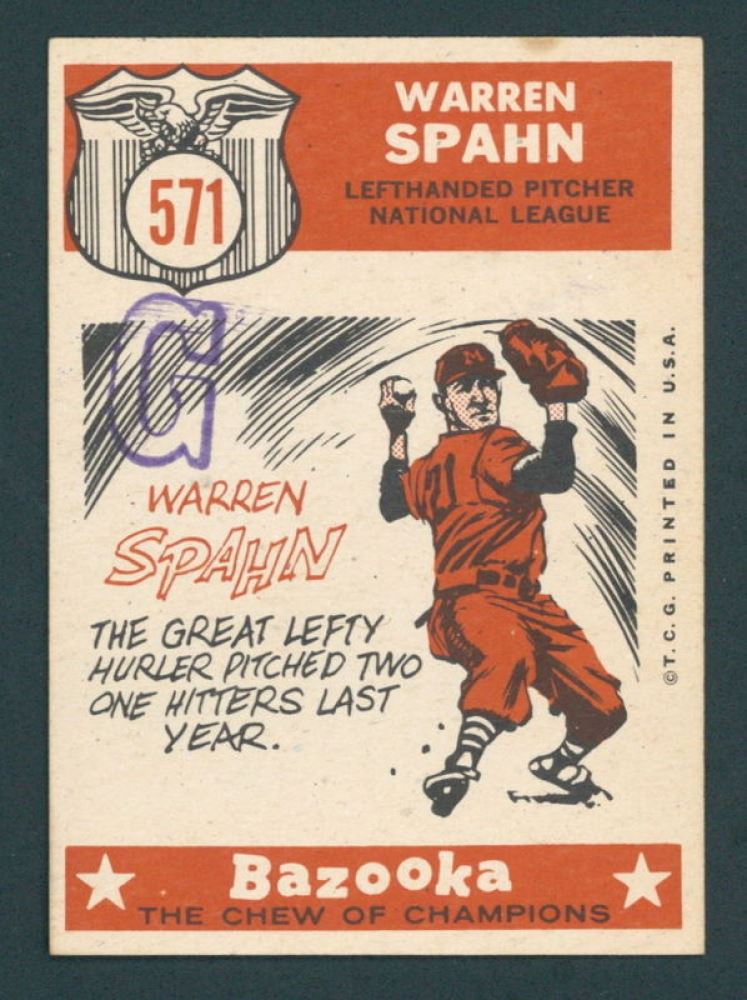 571
WARREN
SPAHN
LEFTHANDED PITCHER
NATIONAL LEAGUE
G
M
21
WARREN
SPAHN
THE GREAT LEFTY
HURLER PITCHED TWO
ONE HITTERS LAST
YEAR.
©T.C.G. PRINTED IN U.S.A.
Bazooka
THE CHEW OF CHAMPIONS